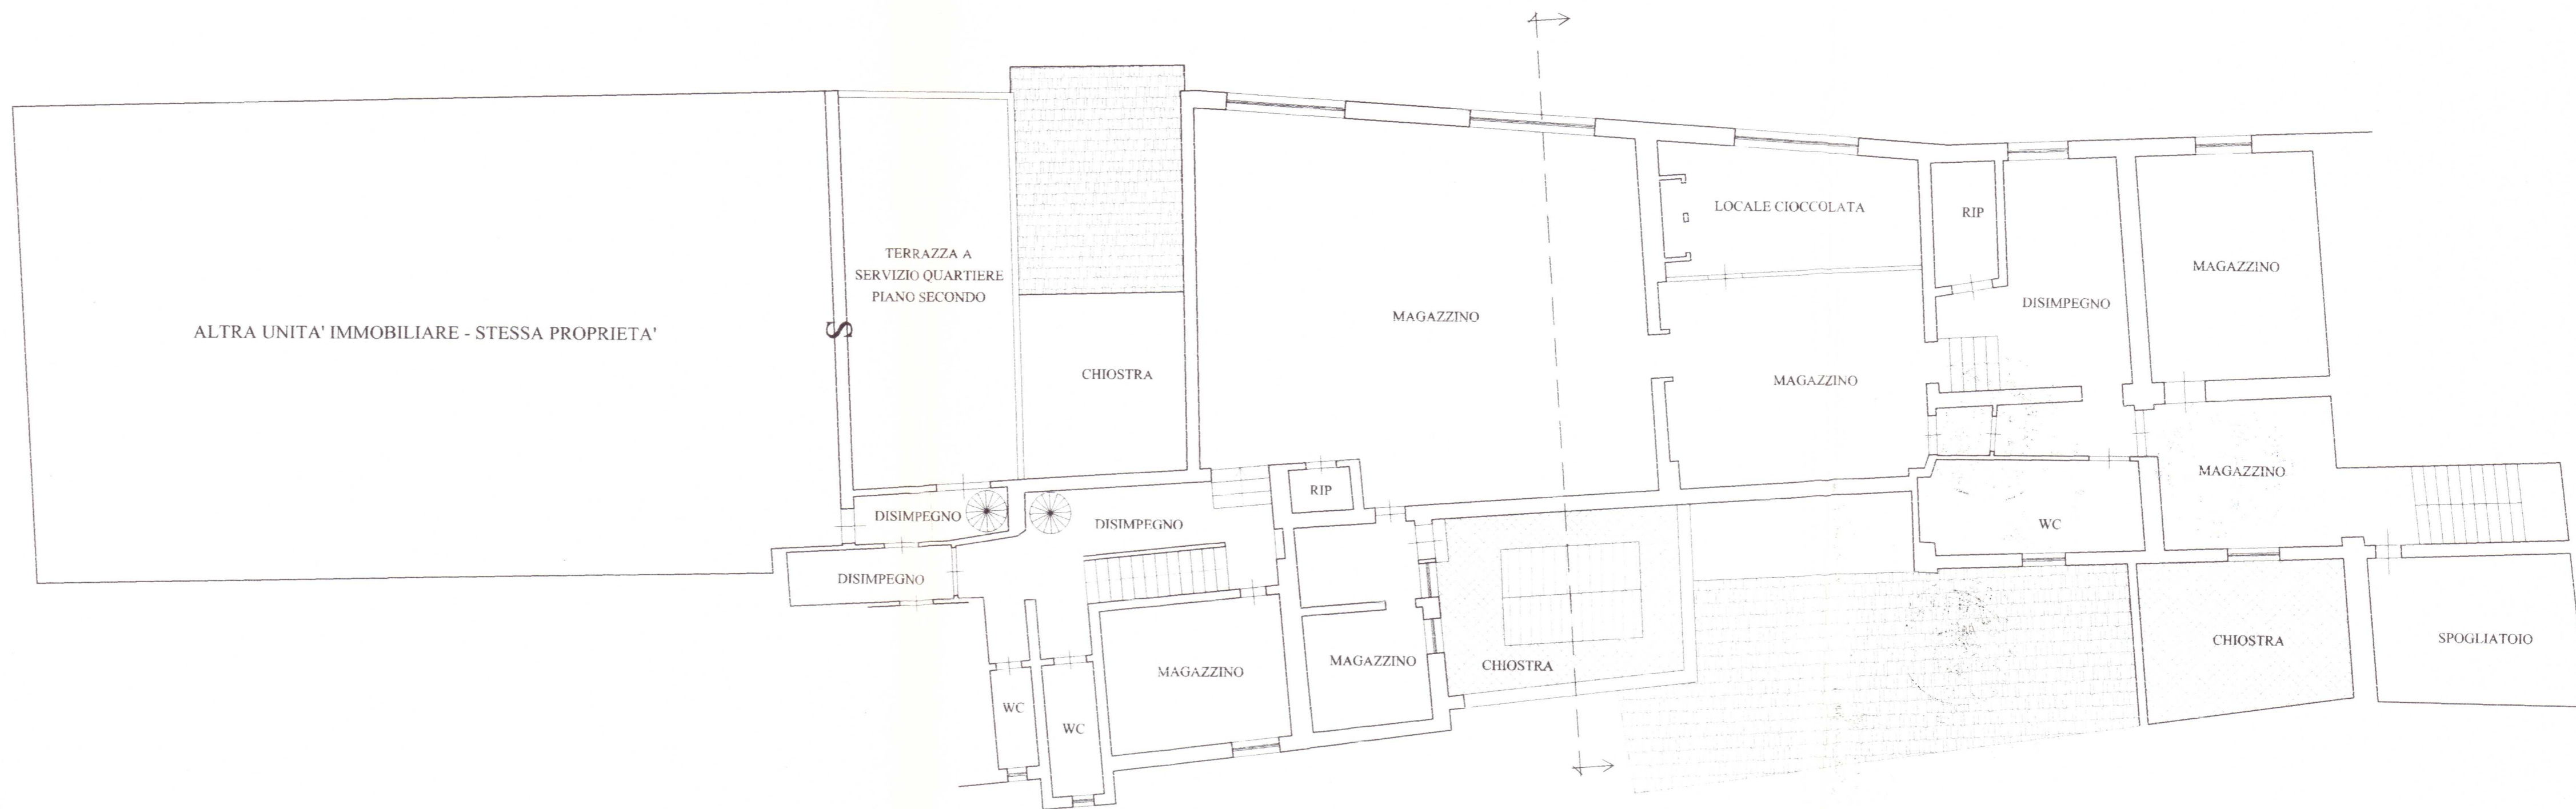 ALTRA UNITA' IMMOBILIARE - STESSA PROPRIETA'
S
TERRAZZA A
SERVIZIO QUARTIERE
PIANO SECONDO
CHIOSTRA
MAGAZZINO
LOCALE CIOCCOLATA
MAGAZZINO
RIP
DISIMPEGNO
MAGAZZINO
MAGAZZINO
DISIMPEGNO
DISIMPEGNO
DISIMPEGNO
RIP
WC
WC
WC
MAGAZZINO
MAGAZZINO
CHIOSTRA
CHIOSTRA
SPOGLIATOIO